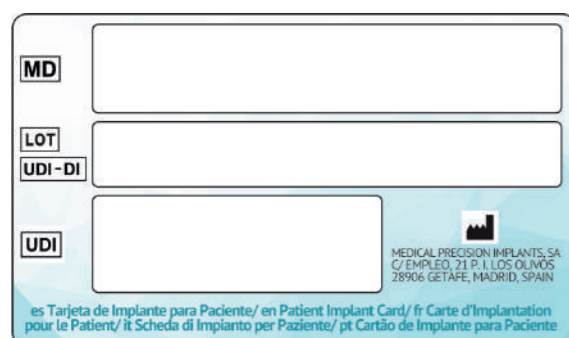 MD
LOT
UDI-DI
UDI
MEDICAL PRECISION IMPLANTS, SA
C/ EMPLEO, 21 P. I. LOS OLIVOS
28906 GETAFE, MADRID, SPAIN
es Tarjeta de Implante para Paciente/ en Patient Implant Card/ fr Carte d'Implantation
pour le Patient/ it Scheda di Impianto per Paziente/ pt Cartão de Implante para Paciente